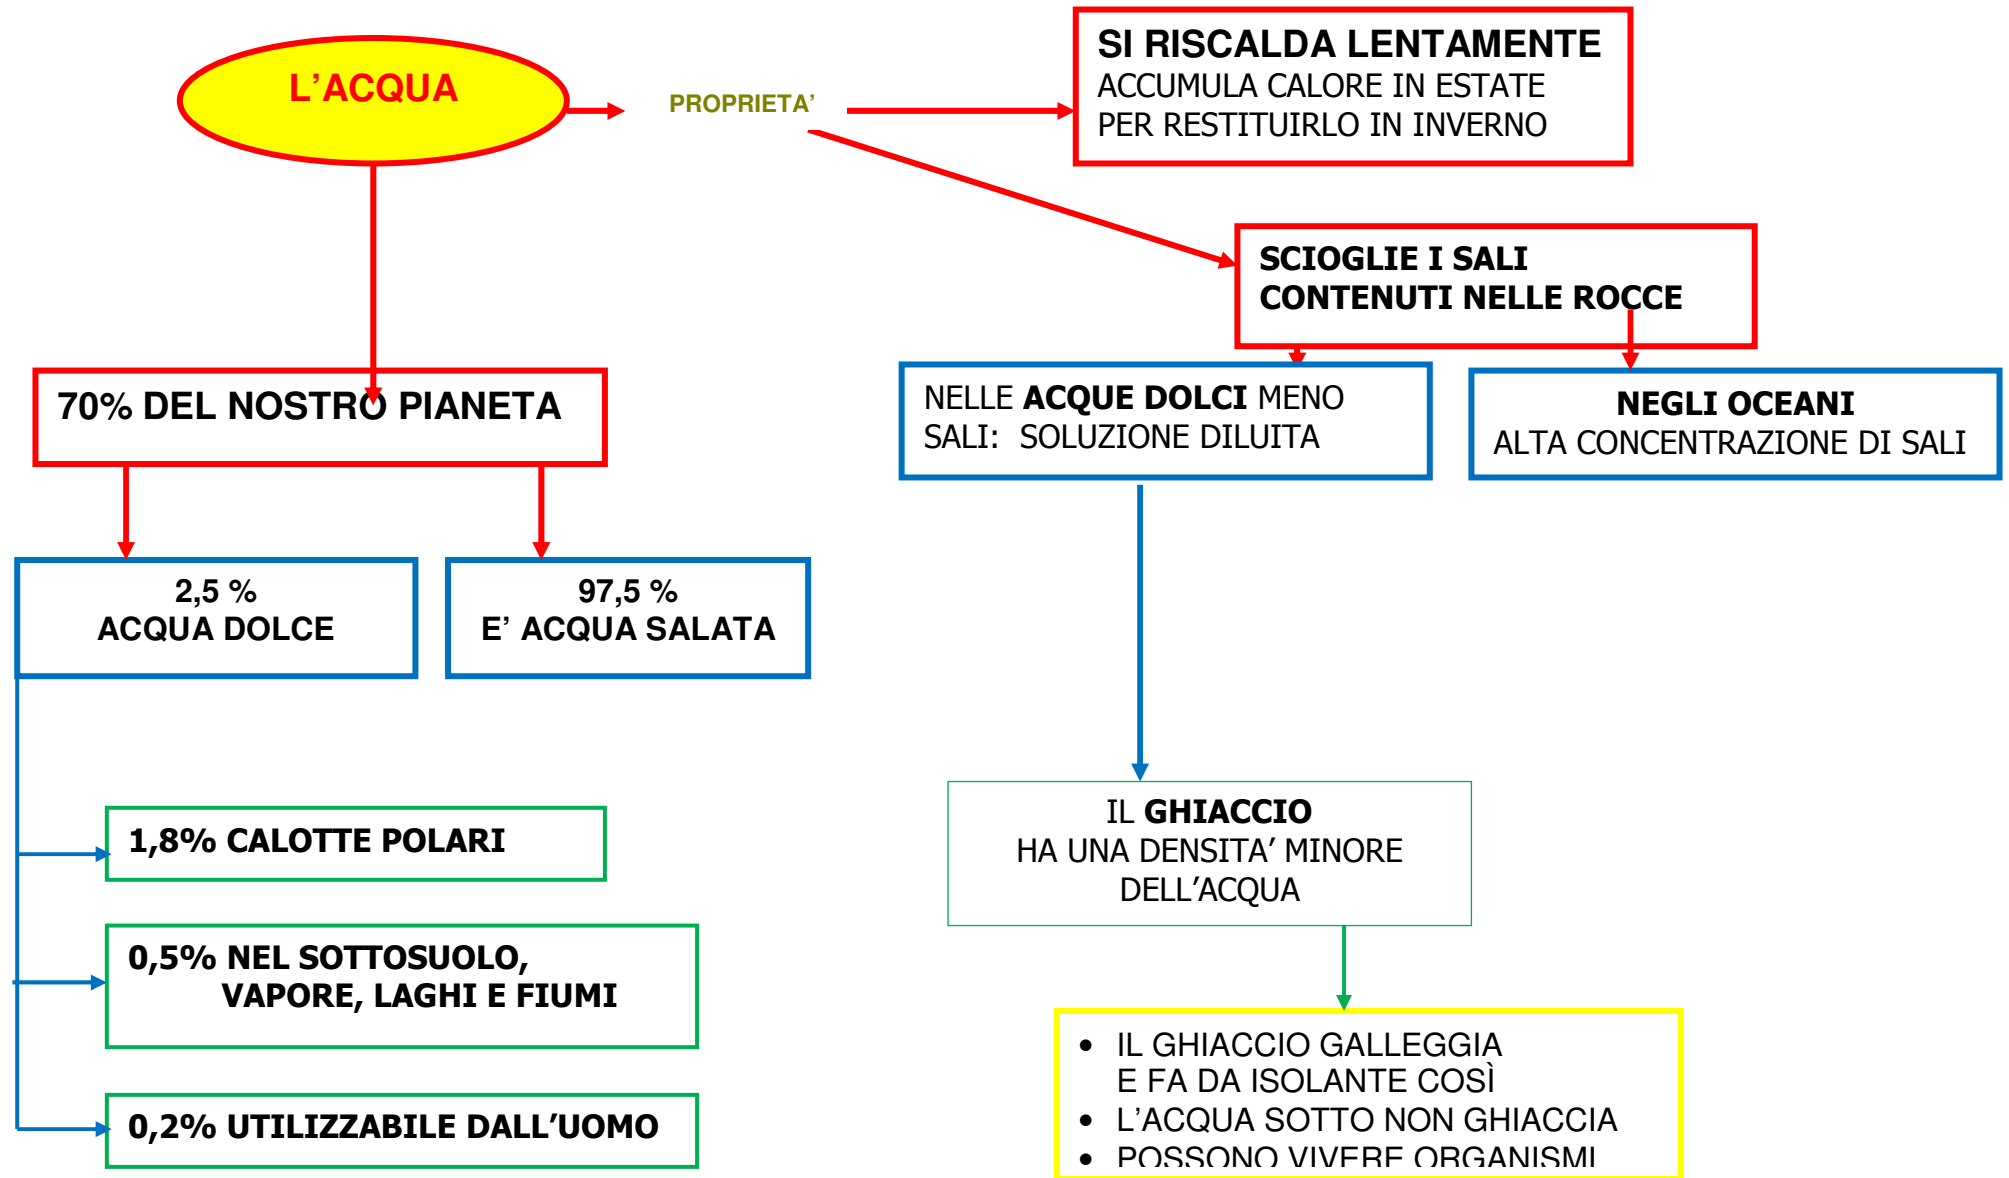 L’ACQUA
PROPRIETA’
SI RISCALDA LENTAMENTE
ACCUMULA CALORE IN ESTATE
PER RESTITUIRLO IN INVERNO
SCIOGLIE I SALI
CONTENUTI NELLE ROCCE
70% DEL NOSTRO PIANETA
NELLE ACQUE DOLCI MENO
SALI: SOLUZIONE DILUITA
NEGLI OCEANI
ALTA CONCENTRAZIONE DI SALI
2,5 %
ACQUA DOLCE
97,5 %
E’ ACQUA SALATA
1,8% CALOTTE POLARI
0,5% NEL SOTTOSUOLO,
VAPORE, LAGHI E FIUMI
0,2% UTILIZZABILE DALL’UOMO
IL GHIACCIO
HA UNA DENSITA’ MINORE
DELL’ACQUA
• IL GHIACCIO GALLEGGIA
E FA DA ISOLANTE COSÌ
• L’ACQUA SOTTO NON GHIACCIA
• POSSONO VIVERE ORGANISMI